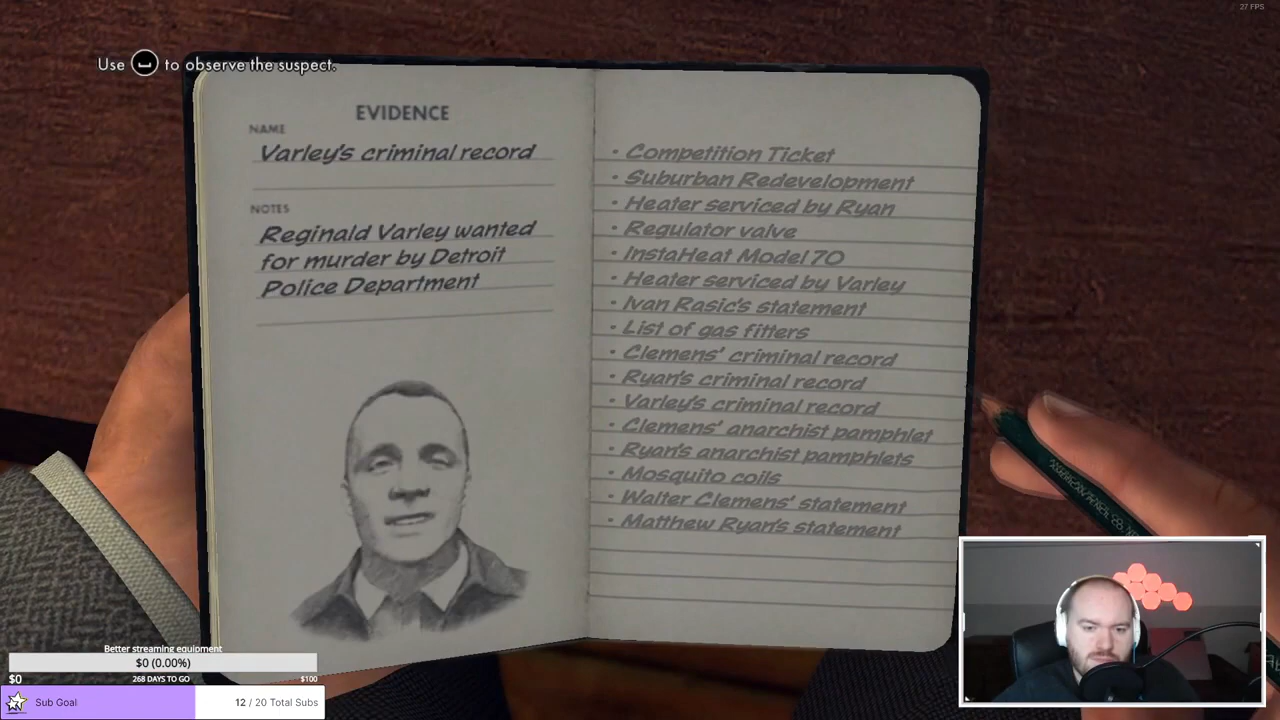 27 FPS
Use to observe the suspect.
EVIDENCE
NAME
Varley's criminal record
NOTES
Reginald Varley wanted
for murder by Detroit
Police Department
• Competition Ticket
• Suburban Redevelopment
• Heater serviced by Ryan
• Regulator valve
• InstaHeat Model 70
• Heater serviced by Varley
• Ivan Rasic's statement
• List of gas fitters
• Clemens' criminal record
• Ryan's criminal record
• Varley's criminal record
• Clemens' anarchist pamphlet
• Ryan's anarchist pamphlets
• Mosquito coils
• Walter Clemens' statement
• Matthew Ryan's statement
Better streaming equipment
$0 (0.00%)
$0 268 DAYS TO GO $100
Sub Goal 12 / 20 Total Subs